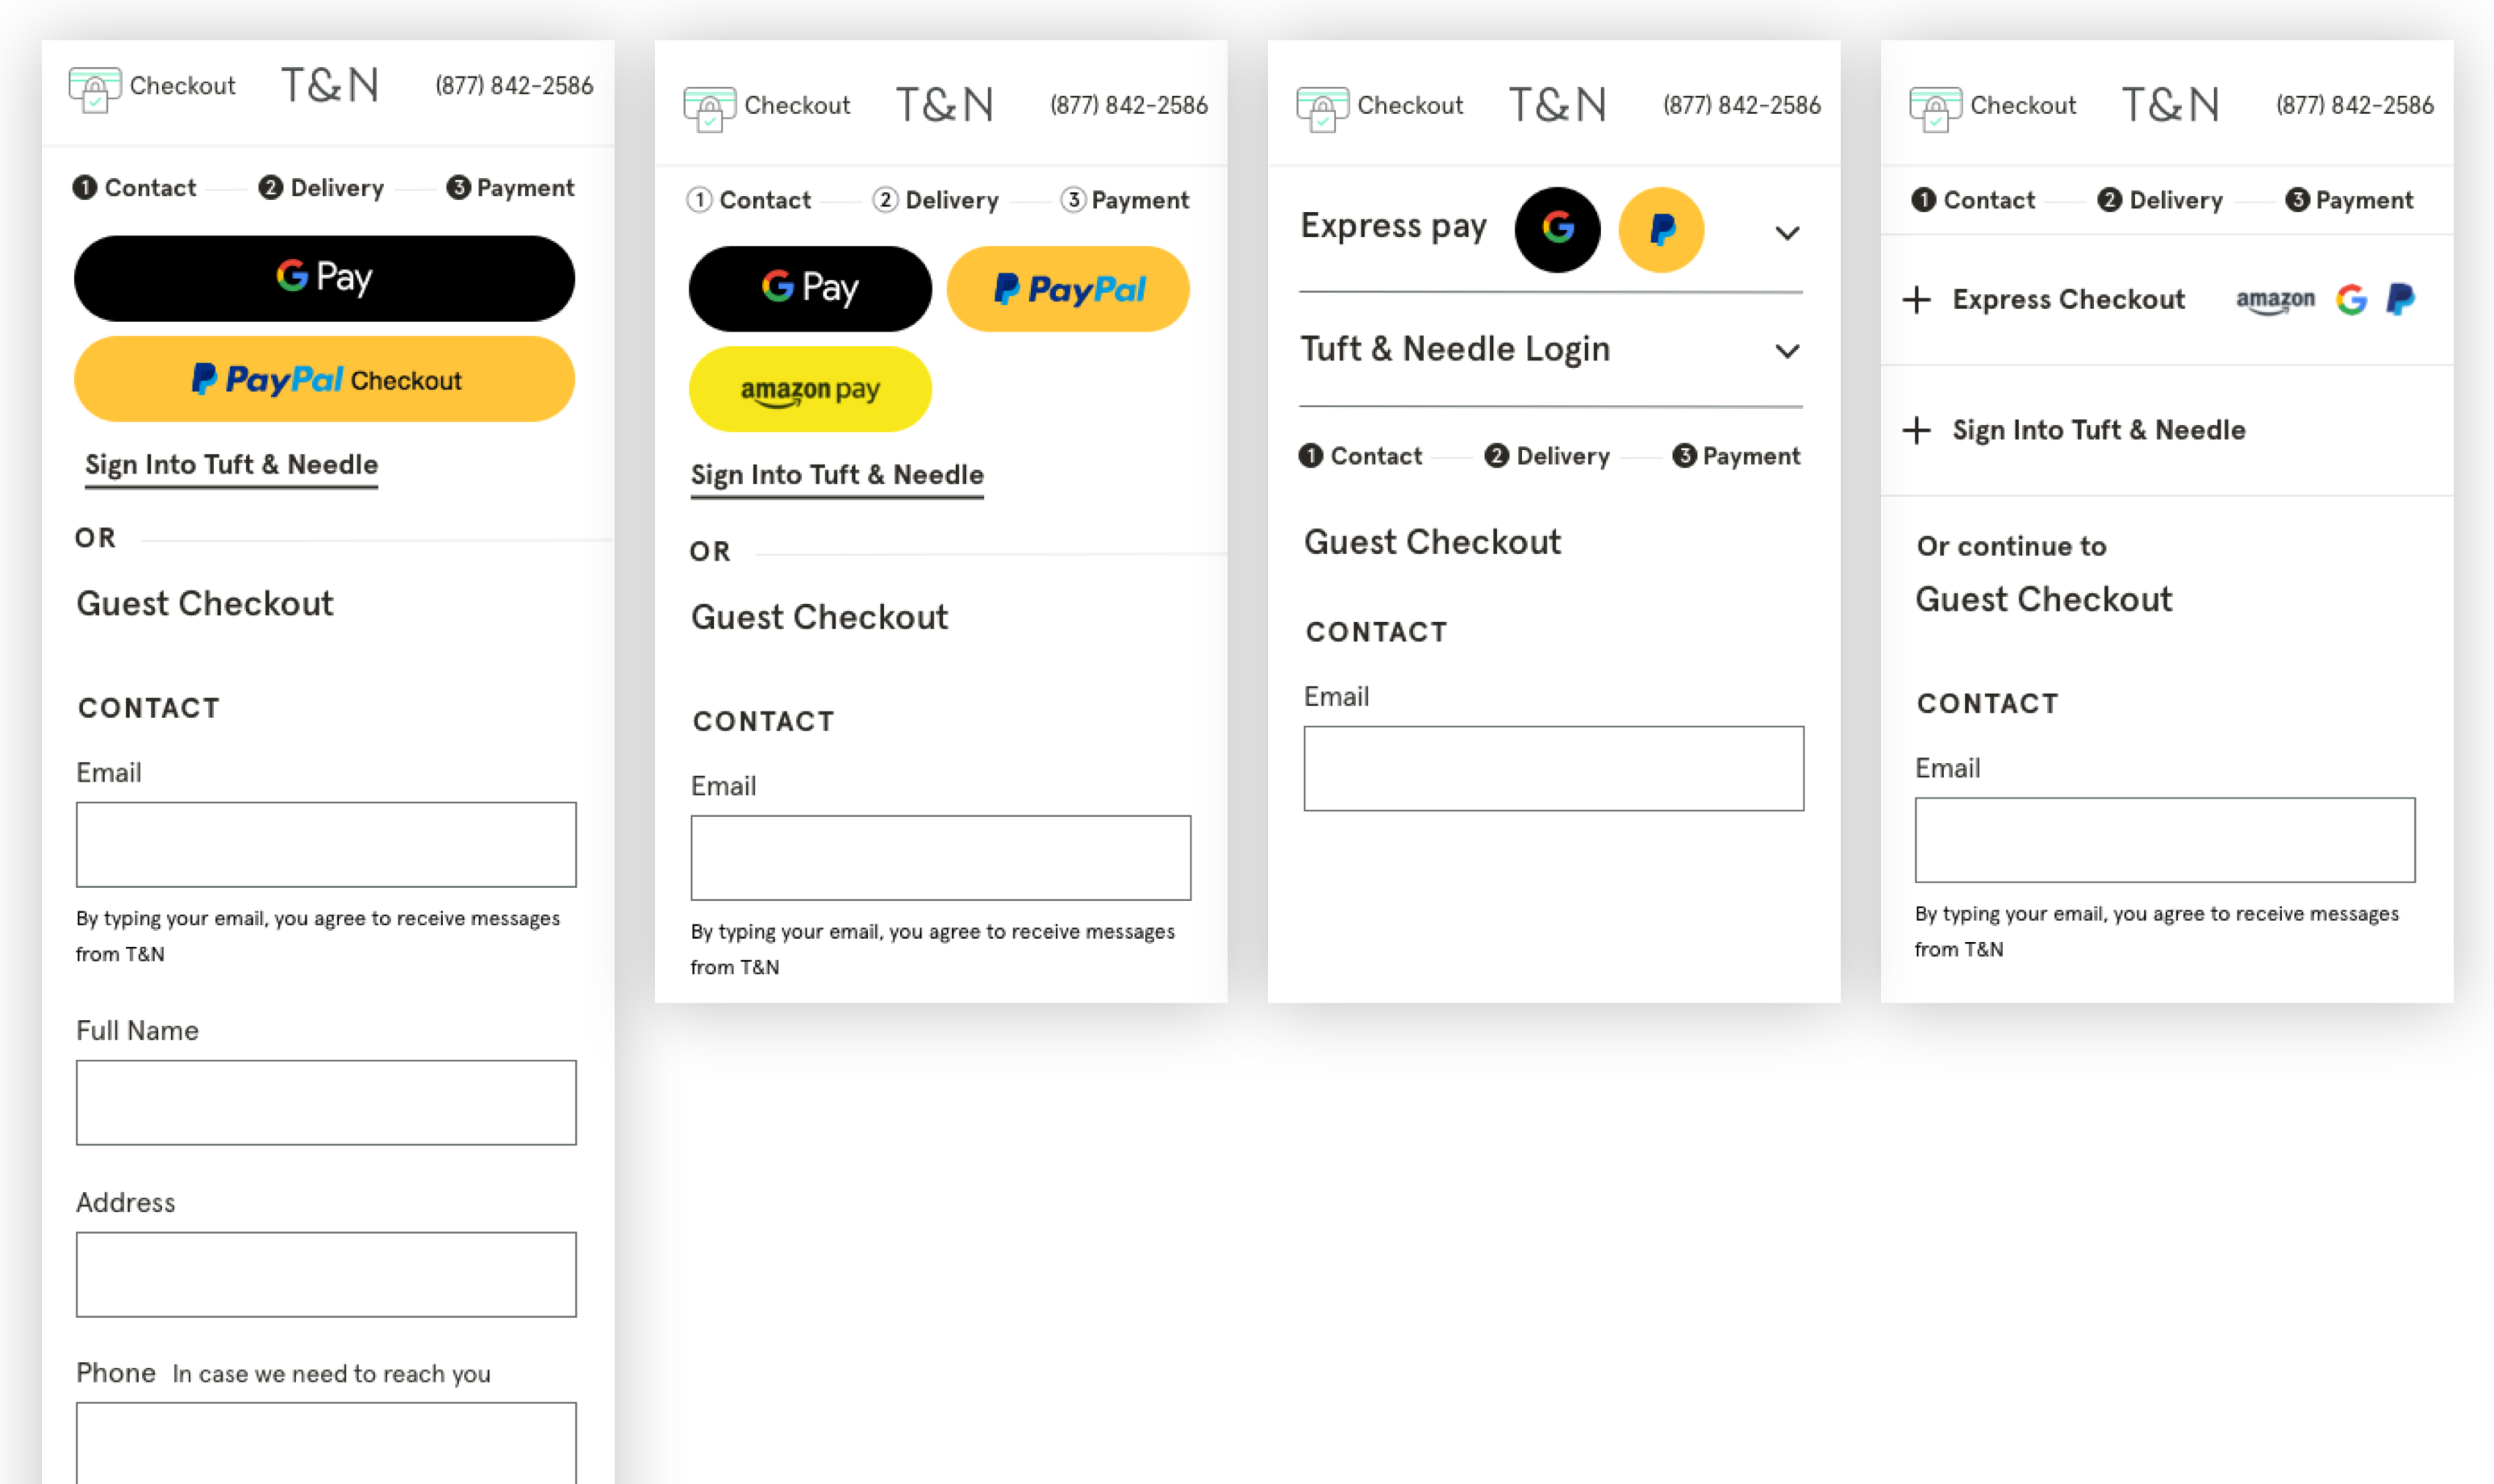 Checkout T&N (877) 842-2586
1 Contact 2 Delivery 3 Payment
G Pay
PayPal Checkout
Sign Into Tuft & Needle
OR
Guest Checkout
CONTACT
Email
By typing your email, you agree to receive messages
from T&N
Full Name
Address
Phone In case we need to reach you
Checkout T&N (877) 842-2586
1 Contact 2 Delivery 3 Payment
G Pay PayPal
amazon pay
Sign Into Tuft & Needle
OR
Guest Checkout
CONTACT
Email
By typing your email, you agree to receive messages
from T&N
Checkout T&N (877) 842-2586
Express pay G P
Tuft & Needle Login
1 Contact 2 Delivery 3 Payment
Guest Checkout
CONTACT
Email
Checkout T&N (877) 842-2586
1 Contact 2 Delivery 3 Payment
+ Express Checkout amazon G P
+ Sign Into Tuft & Needle
Or continue to
Guest Checkout
CONTACT
Email
By typing your email, you agree to receive messages
from T&N